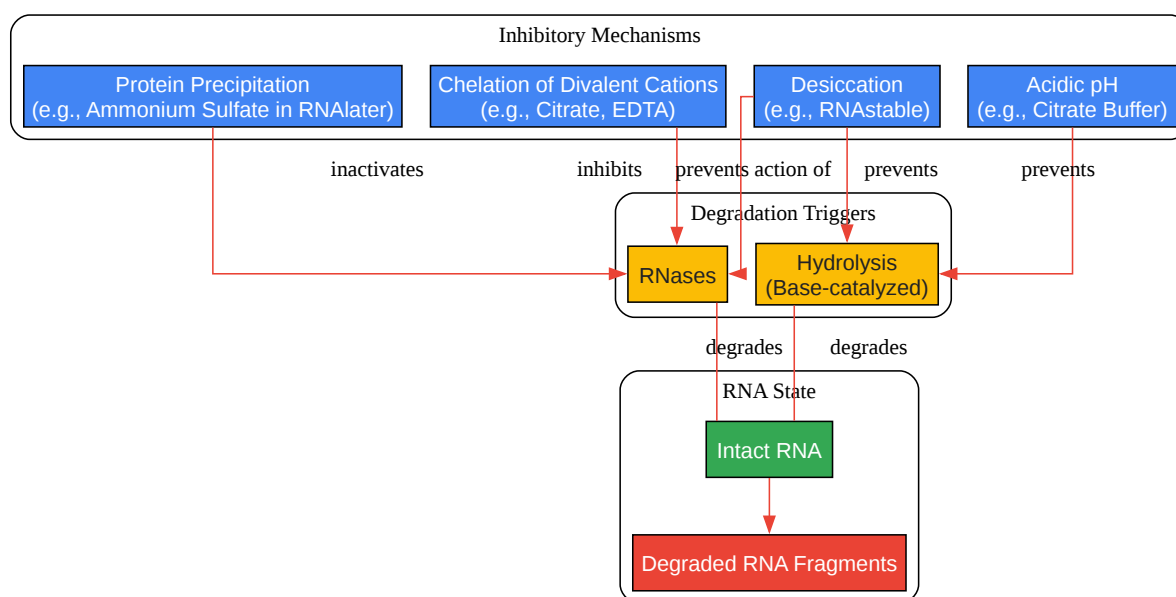 Inhibitory Mechanisms
Protein Precipitation
(e.g., Ammonium Sulfate in RNAlater)
Chelation of Divalent Cations
(e.g., Citrate, EDTA)
Desiccation
(e.g., RNAstable)
Acidic pH
(e.g., Citrate Buffer)
inactivates
inhibits
prevents action of
prevents
prevents
Degradation Triggers
RNases
Hydrolysis
(Base-catalyzed)
degrades
degrades
RNA State
Intact RNA
Degraded RNA Fragments